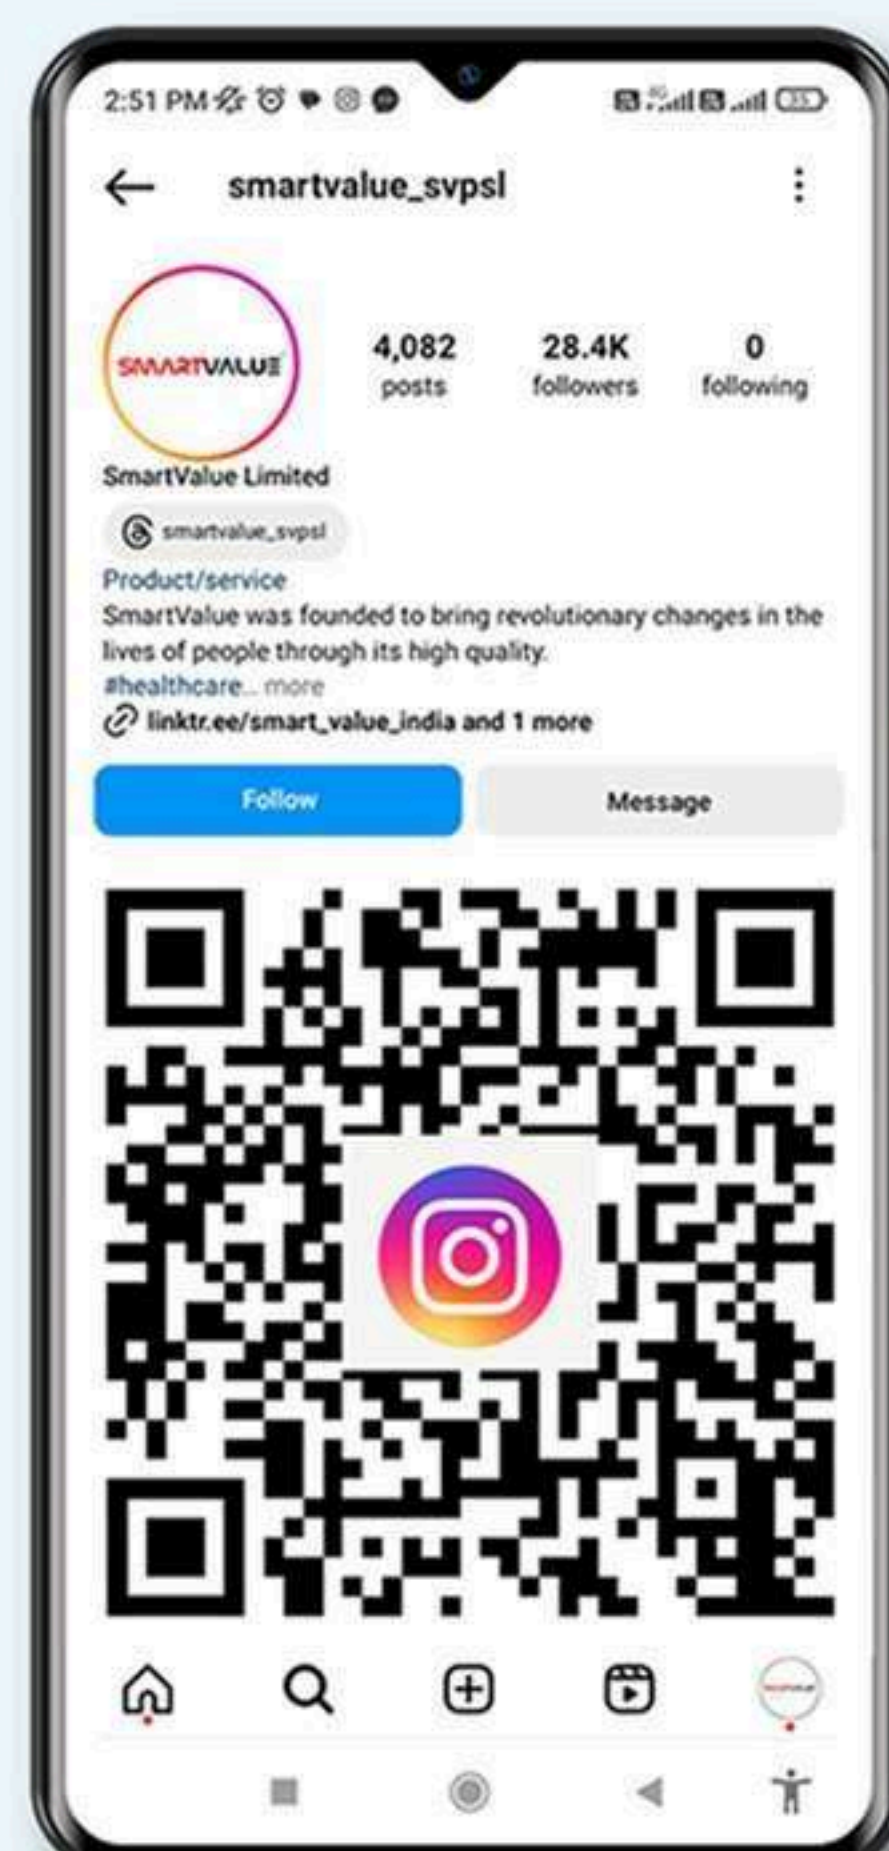 2:51 PM
smartvalue_svpsl
SMARTVALUE
4,082 28.4K 0
posts followers following
SmartValue Limited
smartvalue_svpsl
Product/service
SmartValue was founded to bring revolutionary changes in the
lives of people through its high quality.
#healthcare... more
linktr.ee/smart_value_india and 1 more
Follow Message